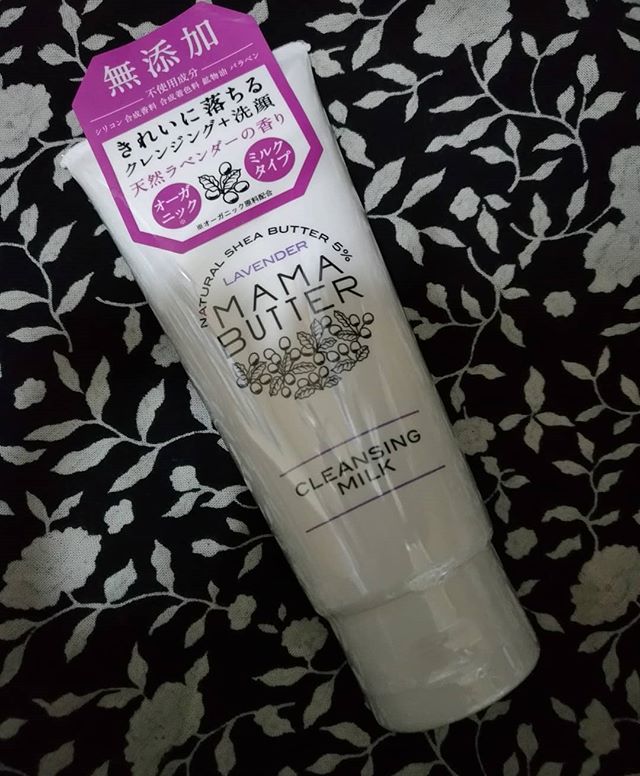 無添加
不使用成分
シリコン 合成香料 合成着色料 鉱物油 パラベン
きれいに落ちる
クレンジング+洗顔
天然ラベンダーの香り
オーガ
ニック※
ミルク
タイプ
※オーガニック原料配合
NATURAL SHEA BUTTER 5%
LAVENDER
MAMA
BUTTER
CLEANSING
MILK